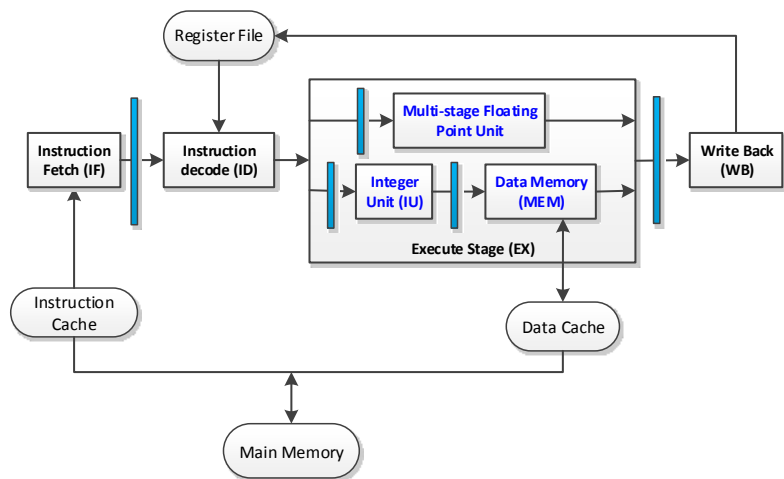 Register File
Multi-stage Floating
Point Unit
Instruction
Fetch (IF)
Instruction
decode (ID)
Integer
Unit (IU)
Data Memory
(MEM)
Write Back
(WB)
Execute Stage (EX)
Instruction
Cache
Data Cache
Main Memory